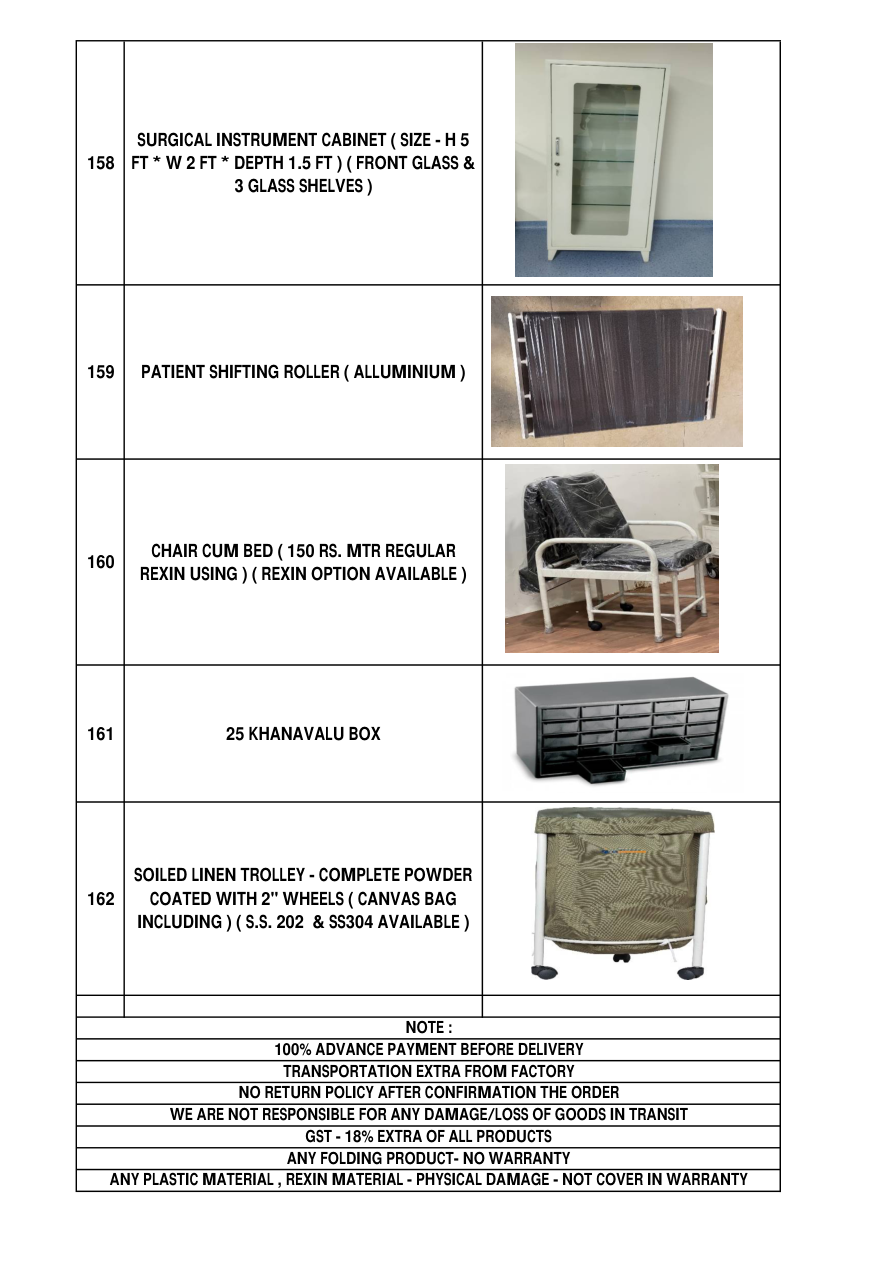 158
SURGICAL INSTRUMENT CABINET ( SIZE - H 5
FT * W 2 FT * DEPTH 1.5 FT ) ( FRONT GLASS &
3 GLASS SHELVES )
159
PATIENT SHIFTING ROLLER ( ALLUMINIUM )
160
CHAIR CUM BED ( 150 RS. MTR REGULAR
REXIN USING ) ( REXIN OPTION AVAILABLE )
161
25 KHANAVALU BOX
162
SOILED LINEN TROLLEY - COMPLETE POWDER
COATED WITH 2" WHEELS ( CANVAS BAG
INCLUDING ) ( S.S. 202 & SS304 AVAILABLE )
NOTE :
100% ADVANCE PAYMENT BEFORE DELIVERY
TRANSPORTATION EXTRA FROM FACTORY
NO RETURN POLICY AFTER CONFIRMATION THE ORDER
WE ARE NOT RESPONSIBLE FOR ANY DAMAGE/LOSS OF GOODS IN TRANSIT
GST - 18% EXTRA OF ALL PRODUCTS
ANY FOLDING PRODUCT- NO WARRANTY
ANY PLASTIC MATERIAL , REXIN MATERIAL - PHYSICAL DAMAGE - NOT COVER IN WARRANTY